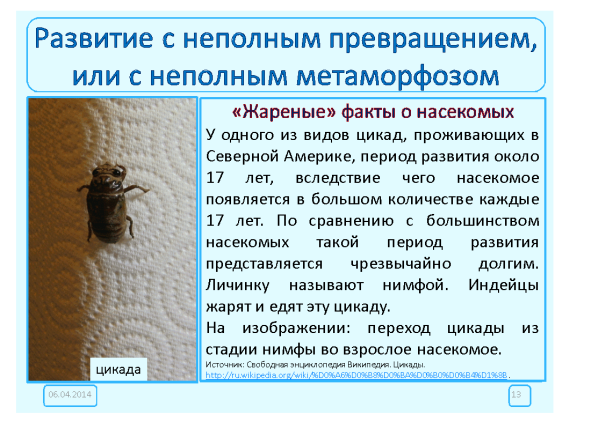 Развитие с неполным превращением,
или с неполным метаморфозом
«Жареные» факты о насекомых
У одного из видов цикад, проживающих в
Северной Америке, период развития около
17 лет, вследствие чего насекомое
появляется в большом количестве каждые
17 лет. По сравнению с большинством
насекомых такой период развития
представляется чрезвычайно долгим.
Личинку называют нимфой. Индейцы
жарят и едят эту цикаду.
На изображении: переход цикады из
стадии нимфы во взрослое насекомое.
Источник: Свободная энциклопедия Википедия. Цикады.
http://ru.wikipedia.org/wiki/%D0%A6%D0%B8%D0%BA%D0%B0%D0%B4%D1%8B.
цикада
06.04.2014
13